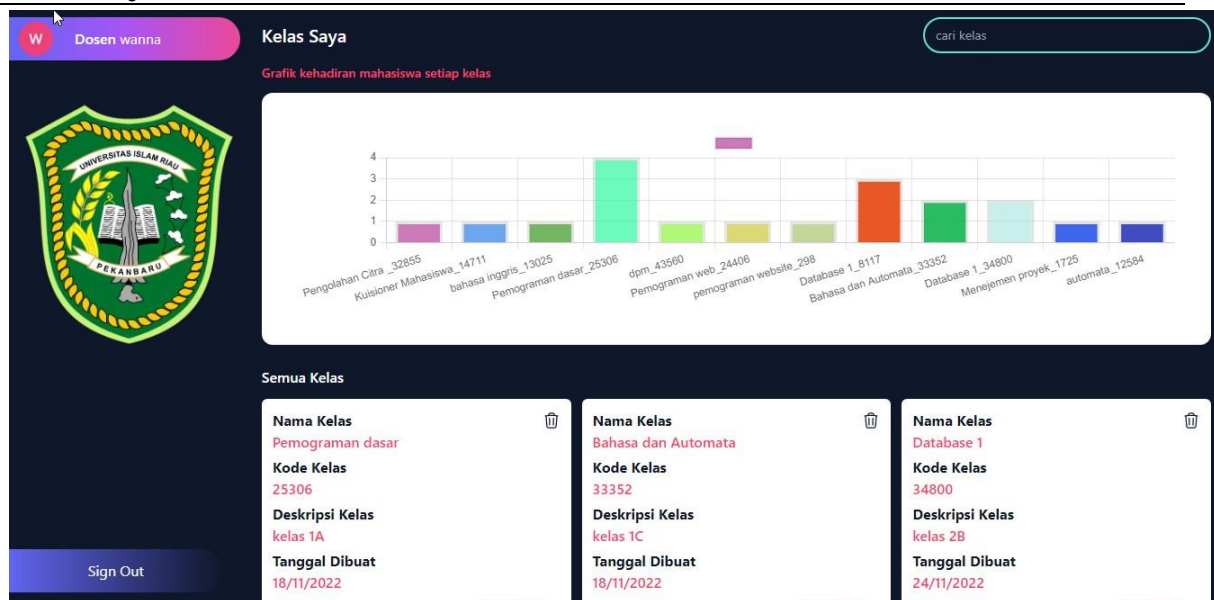 W Dosen wanna
Kelas Saya
cari kelas
Grafik kehadiran mahasiswa setiap kelas
UNIVERSITAS ISLAM RIAU
PEKANBARU
4
3
2
1
0
Pengolahan Citra _32855
Kuisioner Mahasiswa_14711
bahasa inggris_13025
Pemograman dasar_25306
dpm_43560
Pemograman web_24406
pemograman website_298
Database 1_8117
Bahasa dan Automata_33352
Database 1_34800
Menejemen proyek_1725
automata_12584
Semua Kelas
Nama Kelas
Pemograman dasar
Kode Kelas
25306
Deskripsi Kelas
kelas 1A
Tanggal Dibuat
18/11/2022
Nama Kelas
Bahasa dan Automata
Kode Kelas
33352
Deskripsi Kelas
kelas 1C
Tanggal Dibuat
18/11/2022
Nama Kelas
Database 1
Kode Kelas
34800
Deskripsi Kelas
kelas 2B
Tanggal Dibuat
24/11/2022
Sign Out